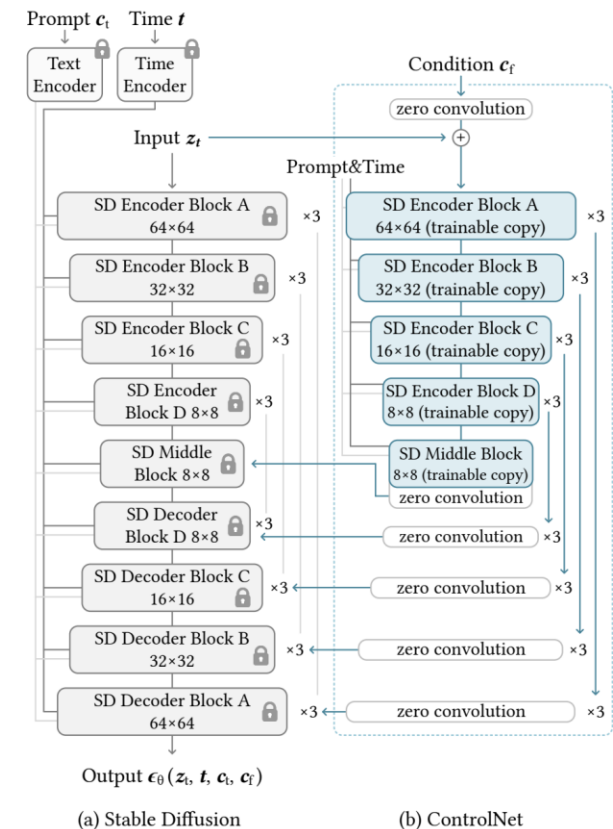 Prompt cₜ
Time t
Text
Encoder
Time
Encoder
Input zₜ
SD Encoder Block A
64×64
×3
SD Encoder Block B
32×32
×3
SD Encoder Block C
16×16
×3
SD Encoder
Block D 8×8
×3
SD Middle
Block 8×8
SD Decoder
Block D 8×8
×3
SD Decoder Block C
16×16
×3
SD Decoder Block B
32×32
×3
SD Decoder Block A
64×64
×3
Output ϵθ(zₜ, t, cₜ, c_f)
(a) Stable Diffusion
Condition c_f
zero convolution
+
Prompt&Time
SD Encoder Block A
64×64 (trainable copy)
×3
SD Encoder Block B
32×32 (trainable copy)
×3
SD Encoder Block C
16×16 (trainable copy)
×3
SD Encoder Block D
8×8 (trainable copy)
×3
SD Middle Block
8×8 (trainable copy)
zero convolution
zero convolution
×3
zero convolution
×3
zero convolution
×3
zero convolution
×3
(b) ControlNet